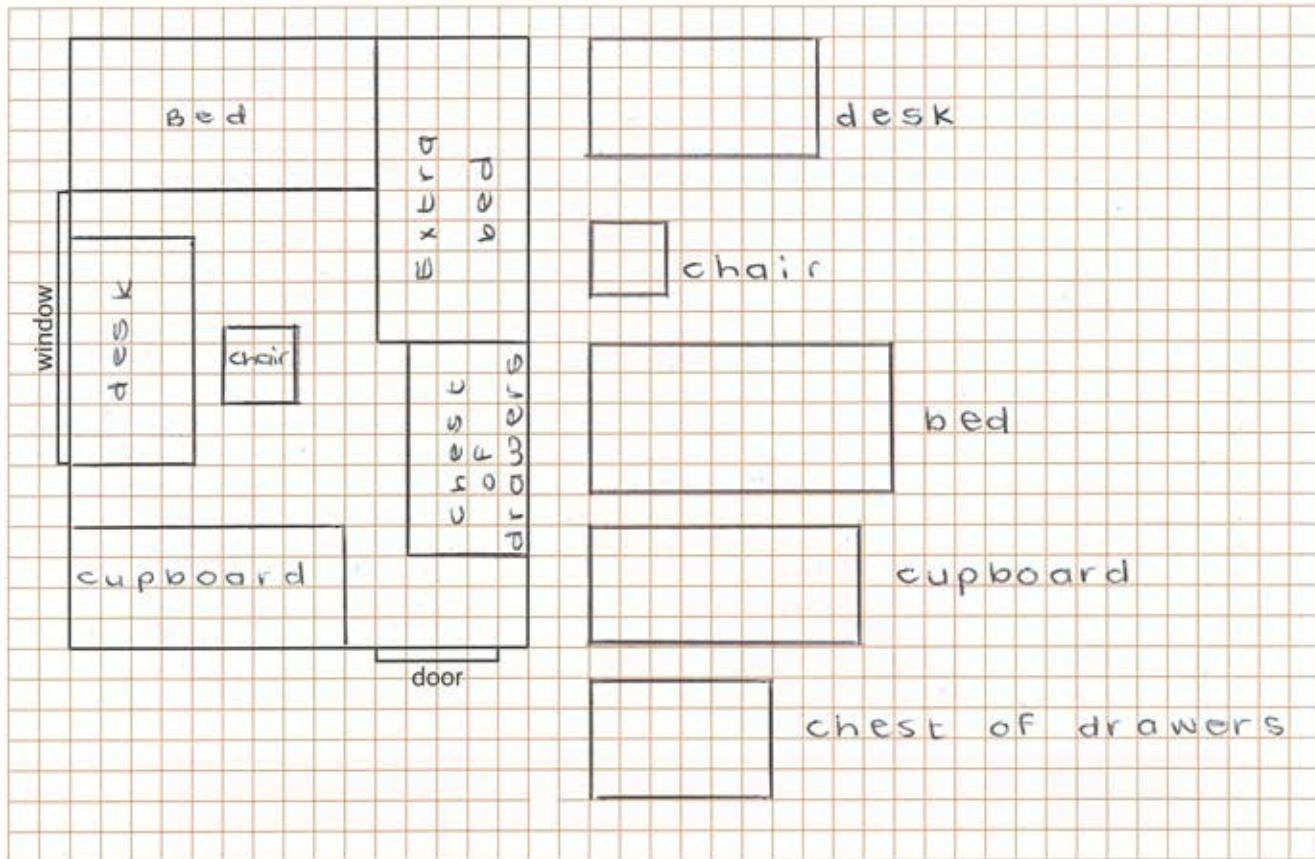 Bed
Extra
bed
desk
chair
window
desk
chair
chest
of
drawers
bed
cupboard
cupboard
door
chest of drawers